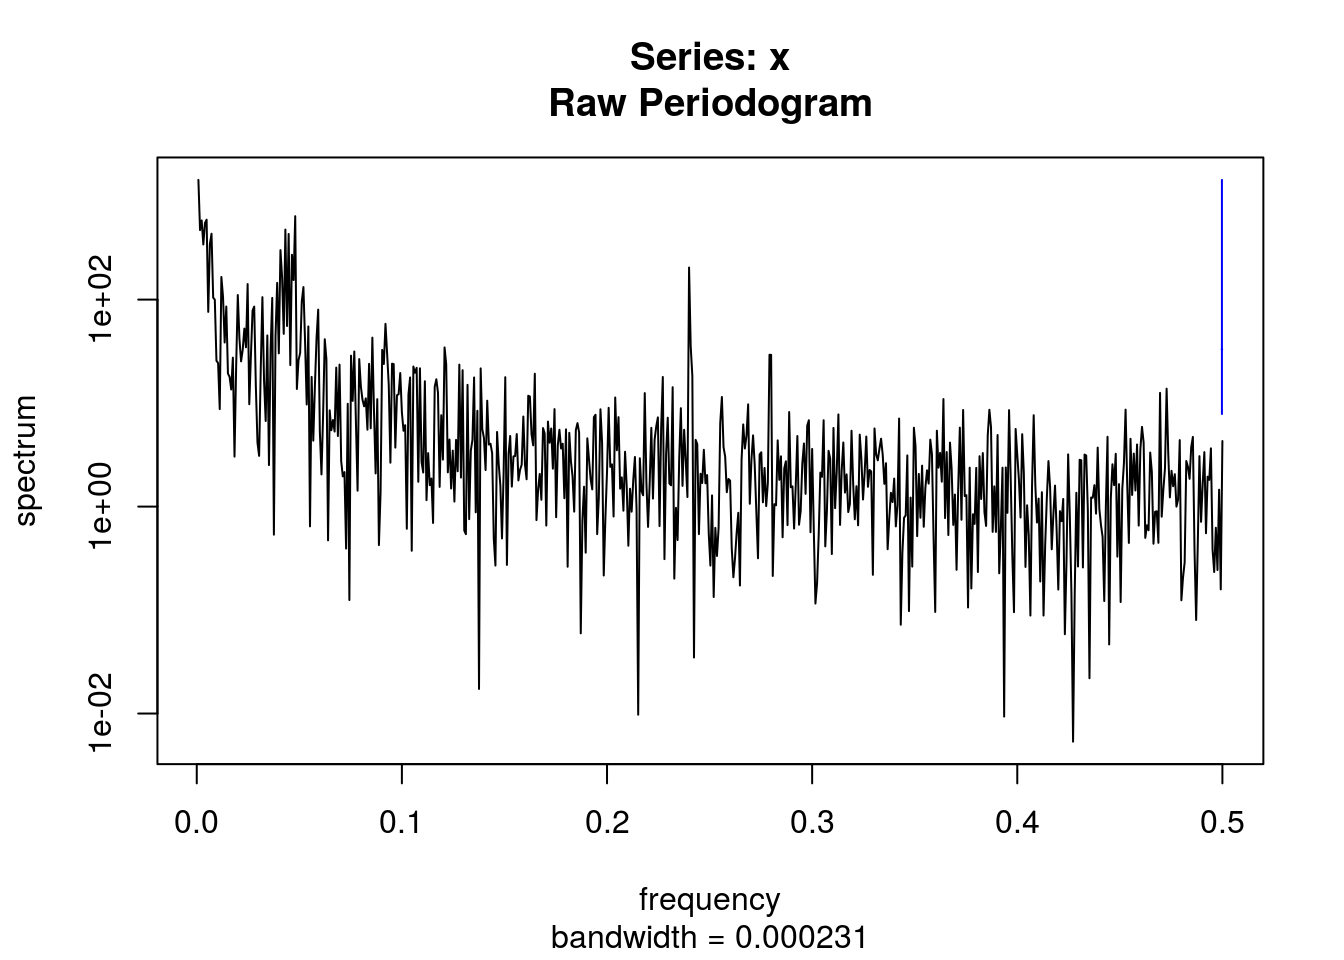 Series: x
Raw Periodogram
spectrum
1e+02
1e+00
1e-02
0.0 0.1 0.2 0.3 0.4 0.5
frequency
bandwidth = 0.000231